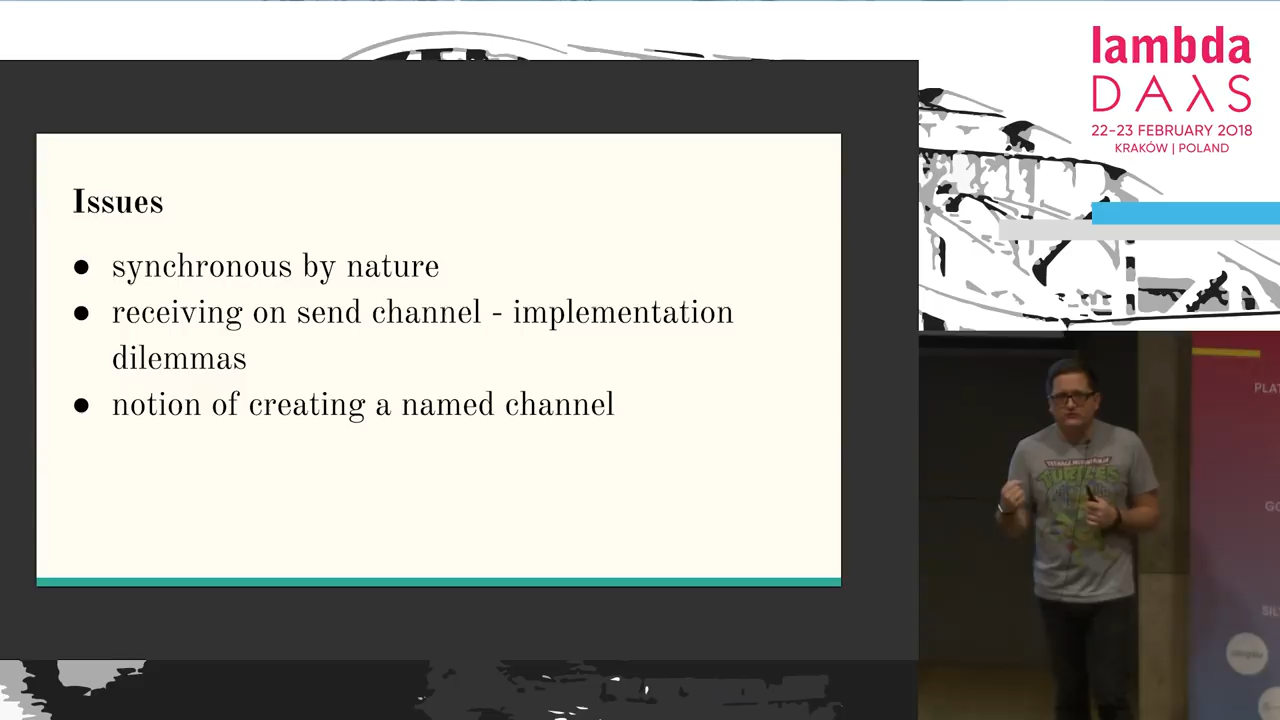 lambda
DAλS
22-23 FEBRUARY 2018
KRAKÓW | POLAND
Issues
● synchronous by nature
● receiving on send channel - implementation
dilemmas
● notion of creating a named channel
TURTLES